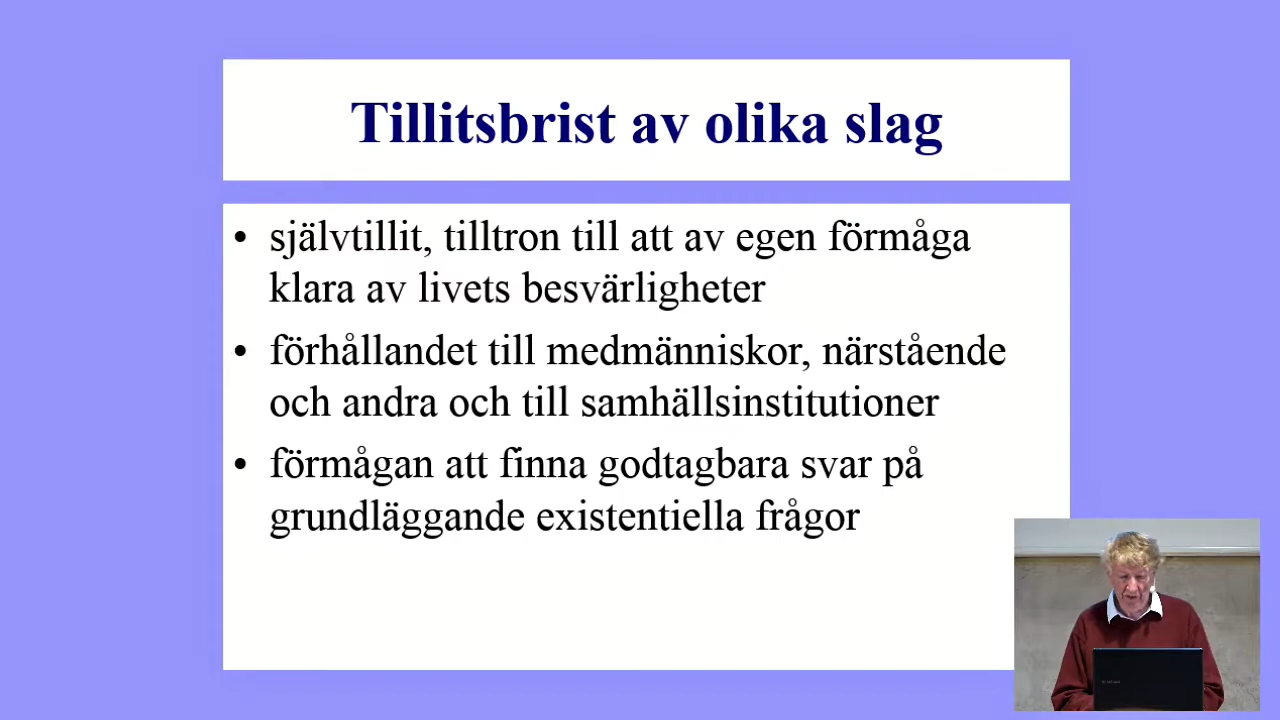 Tillitsbrist av olika slag
• självtillit, tilltron till att av egen förmåga
klara av livets besvärligheter
• förhållandet till medmänniskor, närstående
och andra och till samhällsinstitutioner
• förmågan att finna godtagbara svar på
grundläggande existentiella frågor